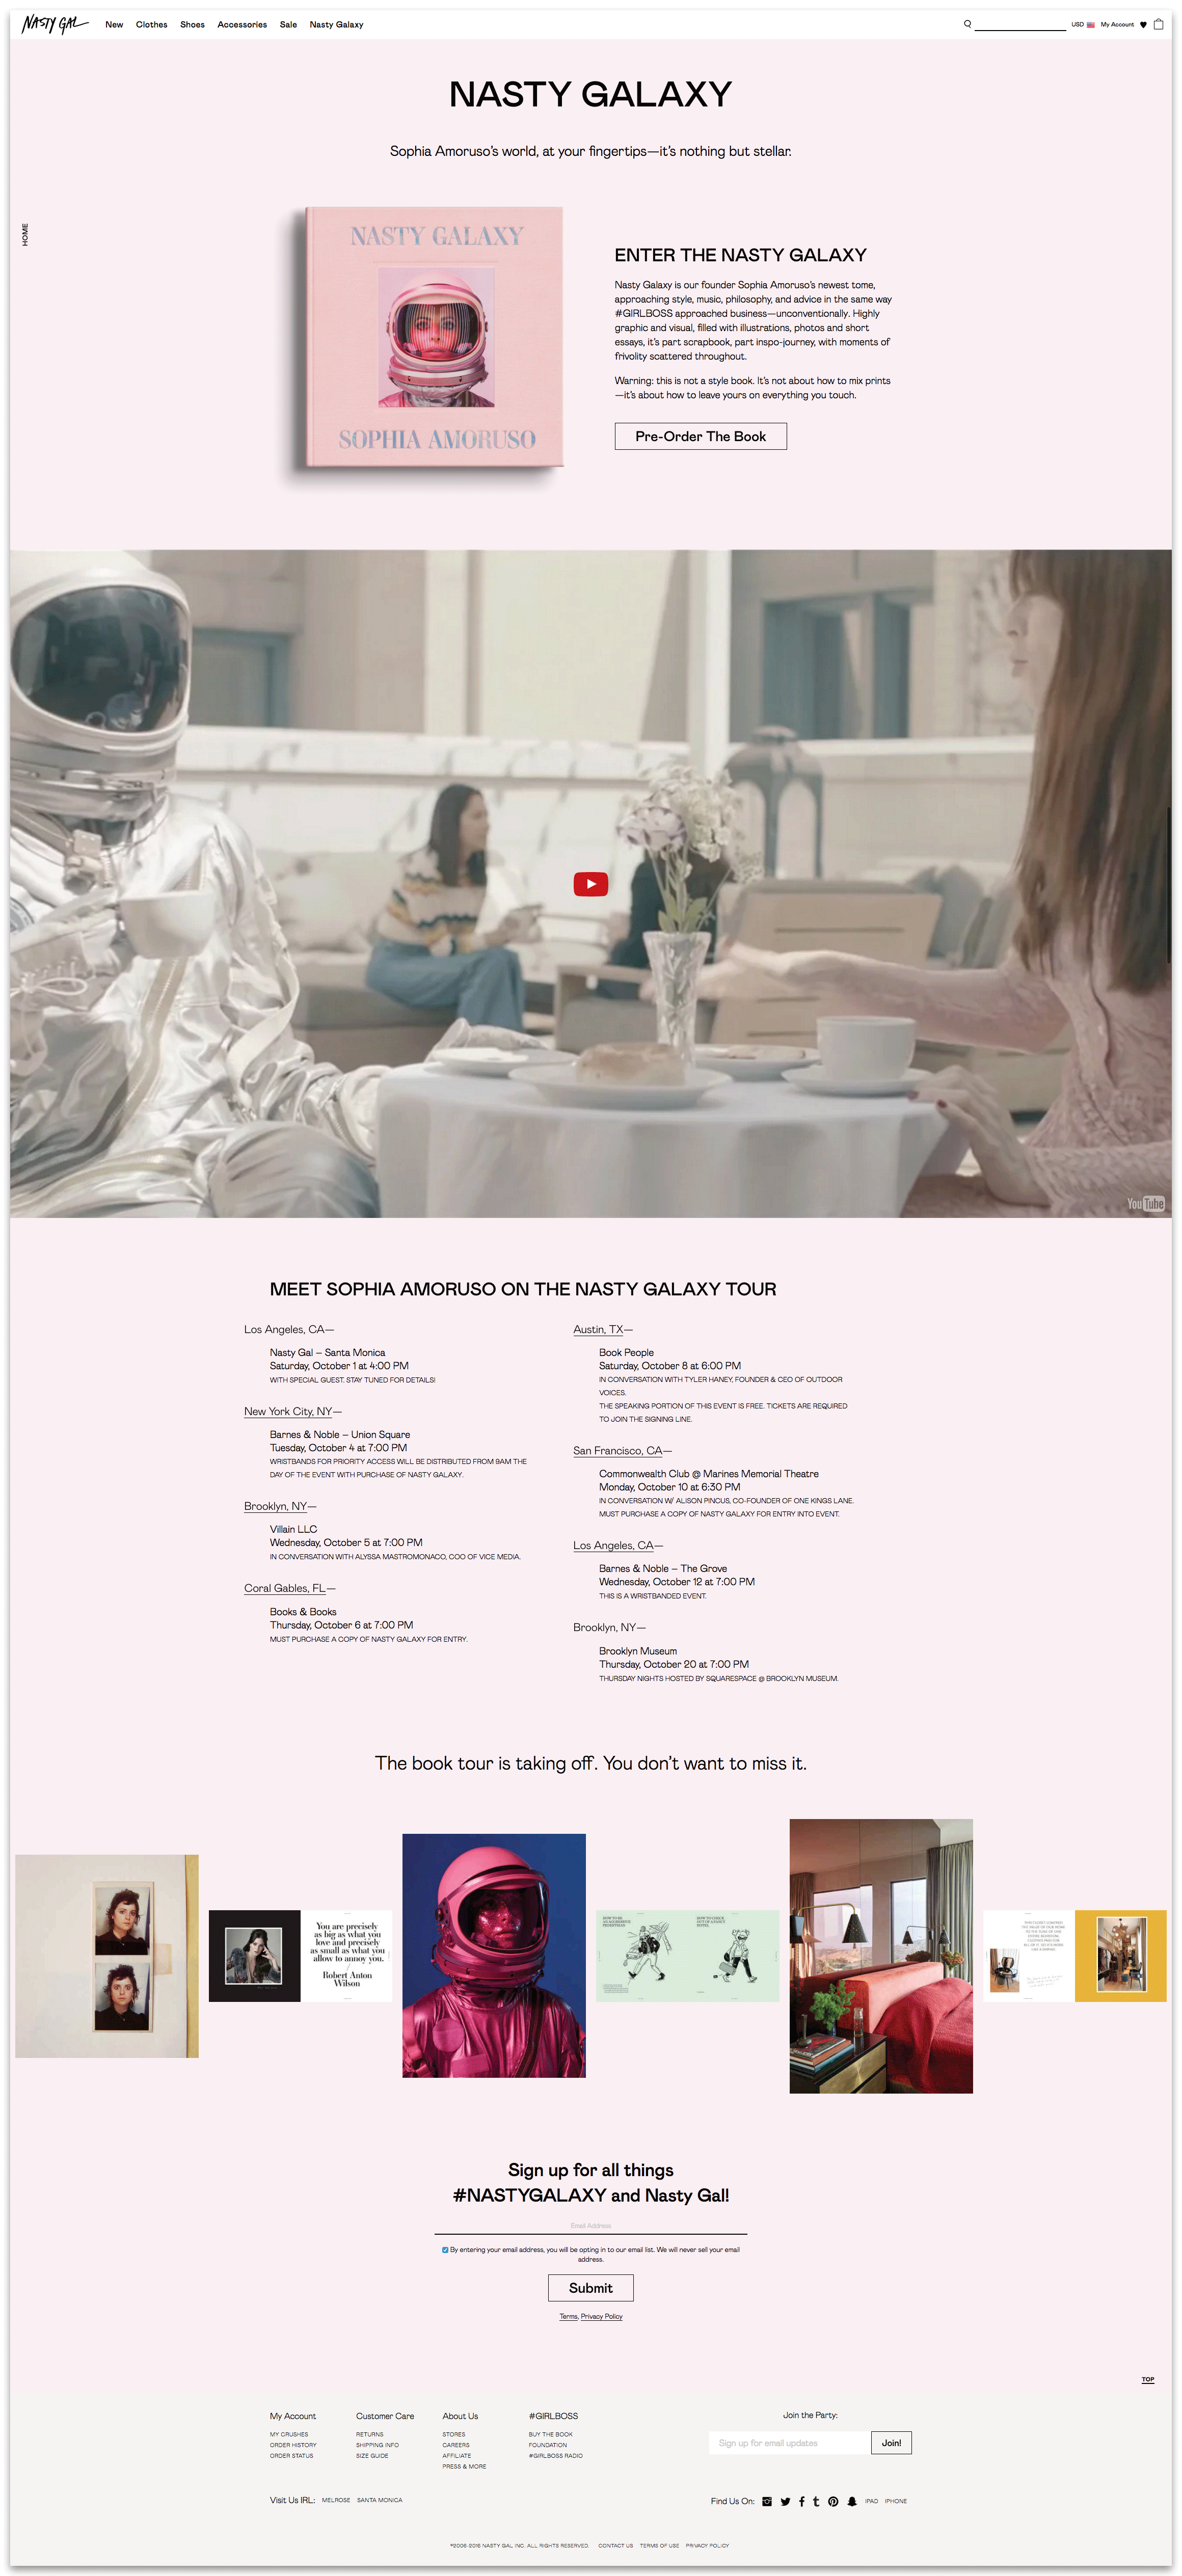 NASTY GAL
New Clothes Shoes Accessories Sale Nasty Galaxy
USD My Account
NASTY GALAXY
Sophia Amoruso's world, at your fingertips—it's nothing but stellar.
HOME
NASTY GALAXY
SOPHIA AMORUSO
ENTER THE NASTY GALAXY
Nasty Galaxy is our founder Sophia Amoruso's newest tome,
approaching style, music, philosophy, and advice in the same way
#GIRLBOSS approached business—unconventionally. Highly
graphic and visual, filled with illustrations, photos and short
essays, it's part scrapbook, part inspo-journey, with moments of
frivolity scattered throughout.
Warning: this is not a style book. It's not about how to mix prints
—it's about how to leave yours on everything you touch.
Pre-Order The Book
YouTube
MEET SOPHIA AMORUSO ON THE NASTY GALAXY TOUR
Los Angeles, CA—
Nasty Gal – Santa Monica
Saturday, October 1 at 4:00 PM
WITH SPECIAL GUEST. STAY TUNED FOR DETAILS!
New York City, NY—
Barnes & Noble – Union Square
Tuesday, October 4 at 7:00 PM
WRISTBANDS FOR PRIORITY ACCESS WILL BE DISTRIBUTED FROM 9AM THE
DAY OF THE EVENT WITH PURCHASE OF NASTY GALAXY.
Brooklyn, NY—
Villain LLC
Wednesday, October 5 at 7:00 PM
IN CONVERSATION WITH ALYSSA MASTROMONACO, COO OF VICE MEDIA.
Coral Gables, FL—
Books & Books
Thursday, October 6 at 7:00 PM
MUST PURCHASE A COPY OF NASTY GALAXY FOR ENTRY.
Austin, TX—
Book People
Saturday, October 8 at 6:00 PM
IN CONVERSATION WITH TYLER HANEY, FOUNDER & CEO OF OUTDOOR
VOICES.
THE SPEAKING PORTION OF THIS EVENT IS FREE. TICKETS ARE REQUIRED
TO JOIN THE SIGNING LINE.
San Francisco, CA—
Commonwealth Club @ Marines Memorial Theatre
Monday, October 10 at 6:30 PM
IN CONVERSATION W/ ALISON PINCUS, CO-FOUNDER OF ONE KINGS LANE.
MUST PURCHASE A COPY OF NASTY GALAXY FOR ENTRY INTO EVENT.
Los Angeles, CA—
Barnes & Noble – The Grove
Wednesday, October 12 at 7:00 PM
THIS IS A WRISTBANDED EVENT.
Brooklyn, NY—
Brooklyn Museum
Thursday, October 20 at 7:00 PM
THURSDAY NIGHTS HOSTED BY SQUARESPACE @ BROOKLYN MUSEUM.
The book tour is taking off. You don't want to miss it.
You are precisely
as big as what you
love and precisely
as small as what you
allow to annoy you.
Robert Anton
Wilson
HOW TO BE
AN AGGRESSIVE
PEDESTRIAN
HOW TO CHECK
OUT OF A FANCY
HOTEL
Sign up for all things
#NASTYGALAXY and Nasty Gal!
Email Address
By entering your email address, you will be opting in to our email list. We will never sell your email
address.
Submit
Terms, Privacy Policy
TOP
My Account
MY CRUSHES
ORDER HISTORY
ORDER STATUS
Customer Care
RETURNS
SHIPPING INFO
SIZE GUIDE
About Us
STORES
CAREERS
AFFILIATE
PRESS & MORE
#GIRLBOSS
BUY THE BOOK
FOUNDATION
#GIRLBOSS RADIO
Join the Party:
Sign up for email updates
Join!
Visit Us IRL: MELROSE SANTA MONICA
Find Us On: IPAD IPHONE
©2006-2016 NASTY GAL INC. ALL RIGHTS RESERVED. CONTACT US TERMS OF USE PRIVACY POLICY